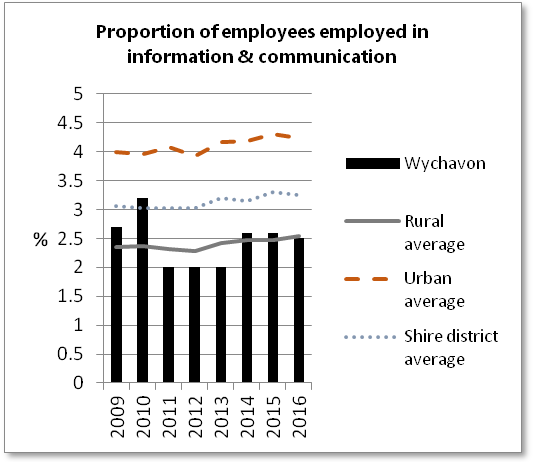 Proportion of employees employed in
information & communication
5
4.5
4
3.5
3
2.5
2
1.5
1
0.5
0
%
2009
2010
2011
2012
2013
2014
2015
2016
Wychavon
Rural
average
Urban
average
Shire district
average